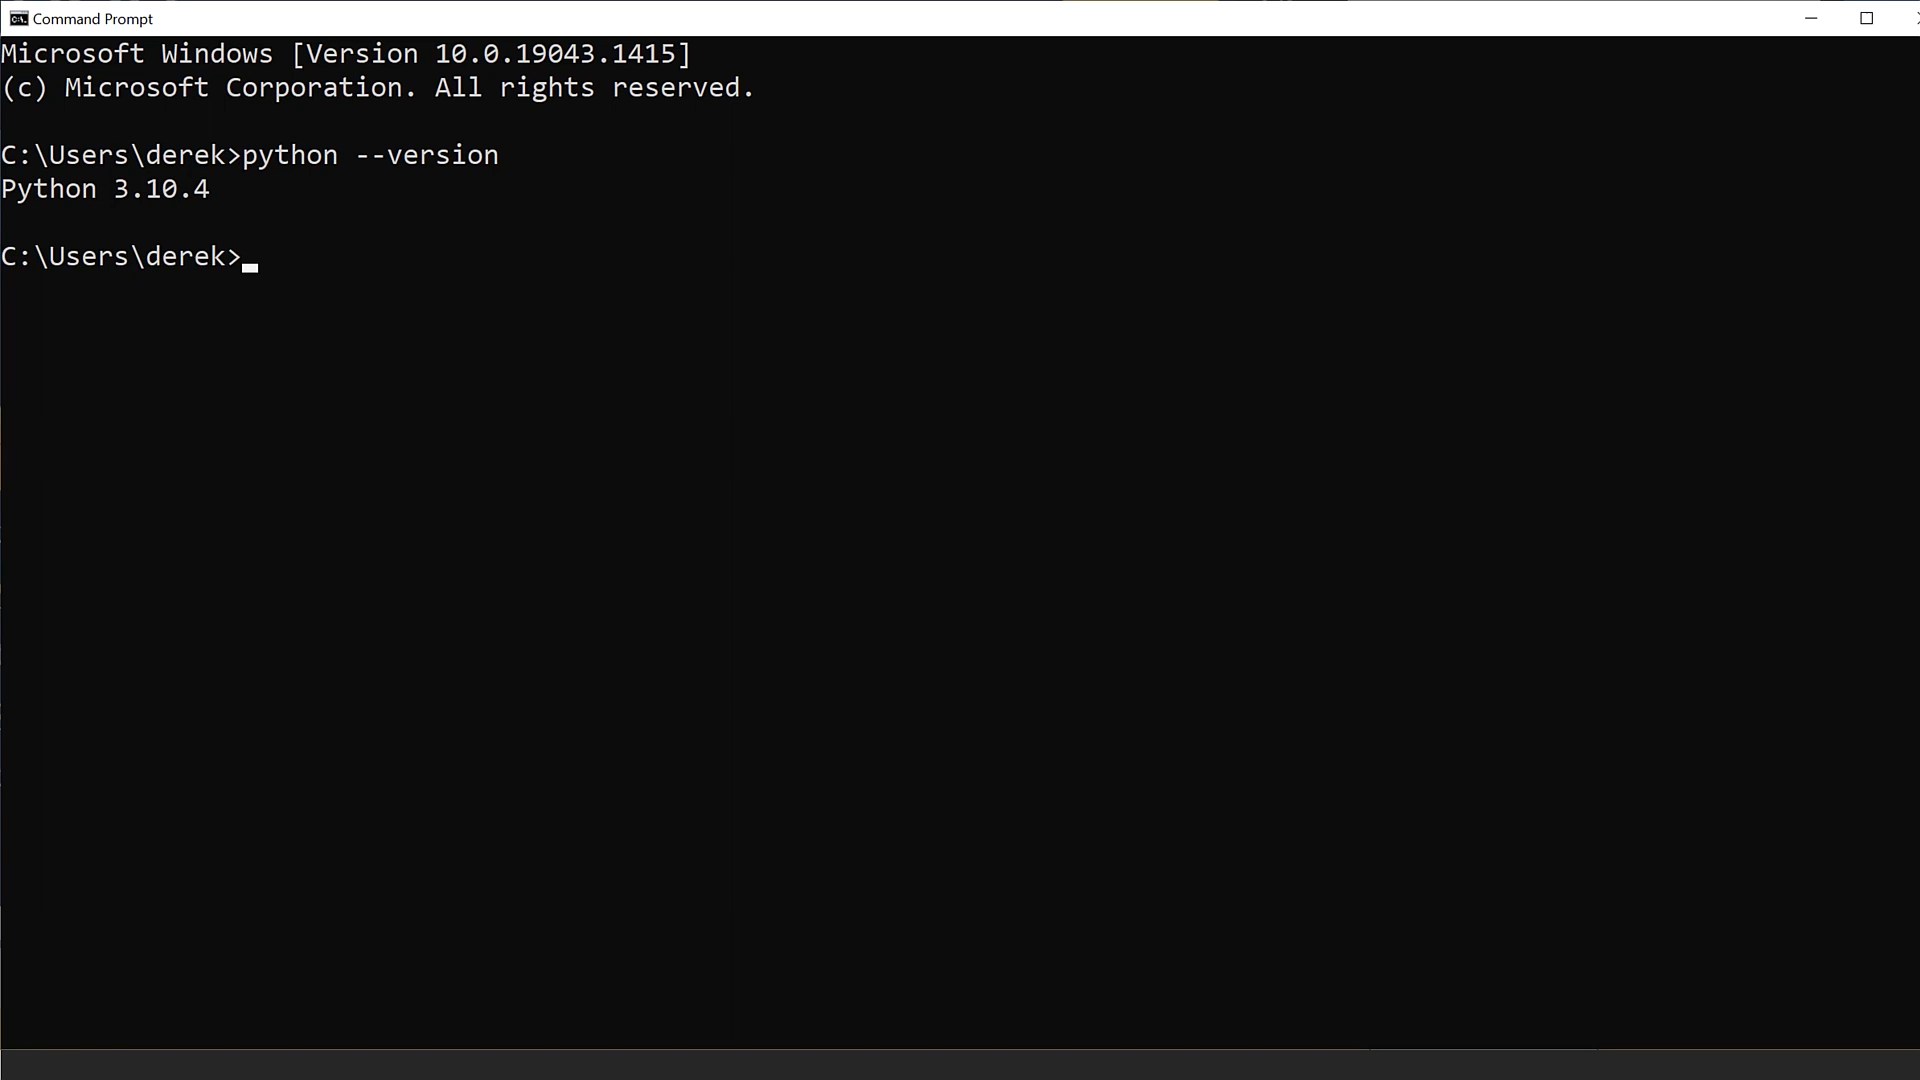 Command Prompt
Microsoft Windows [Version 10.0.19043.1415]
(c) Microsoft Corporation. All rights reserved.
C:\Users\derek>python --version
Python 3.10.4
C:\Users\derek>